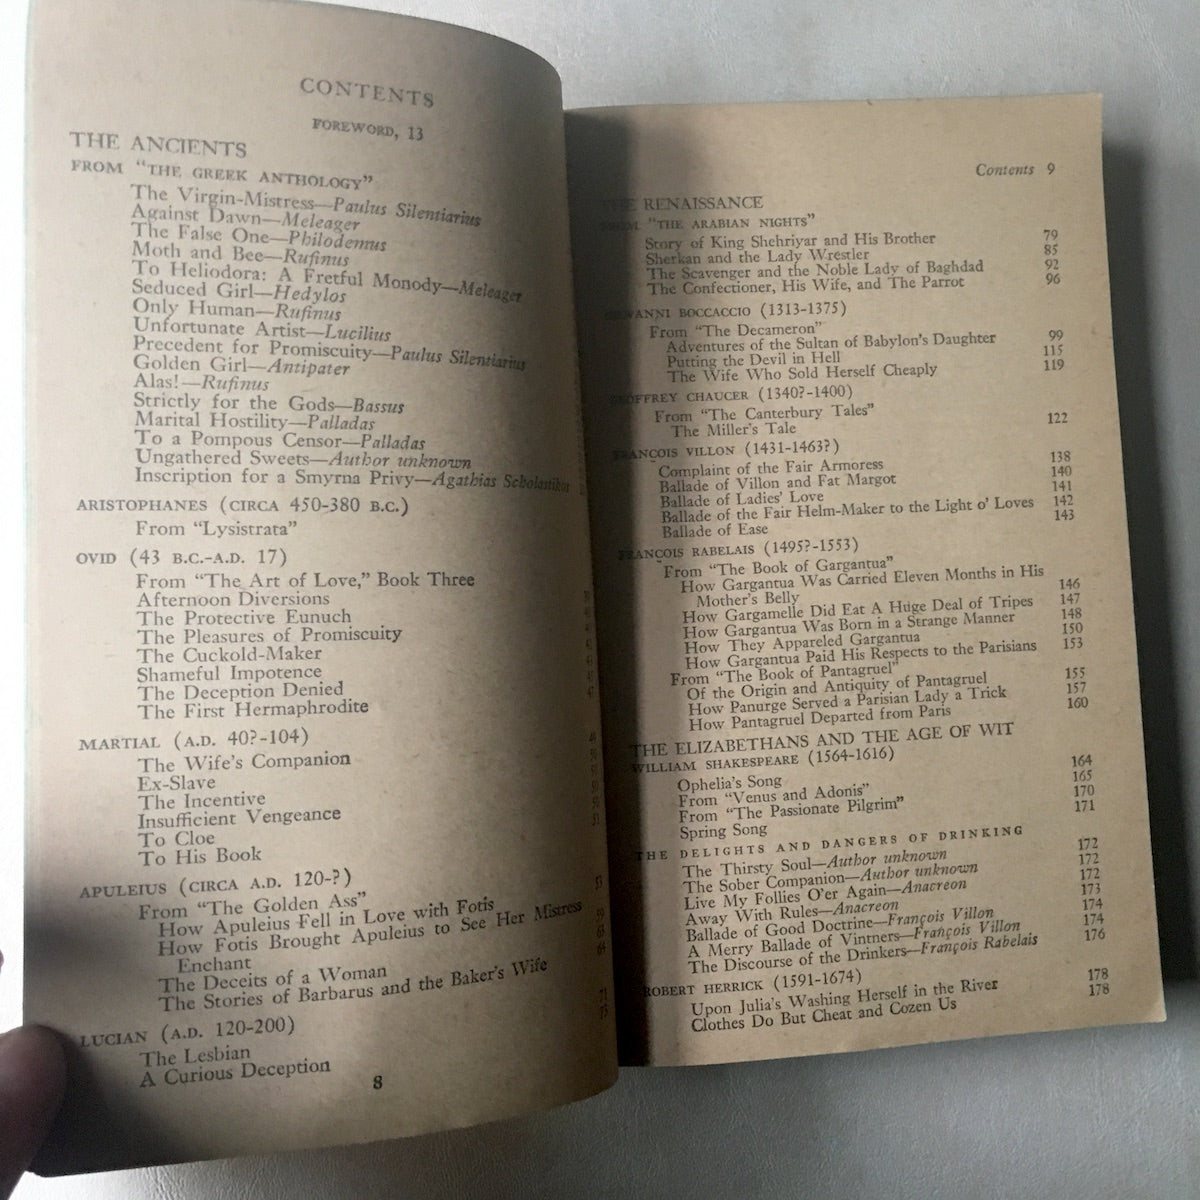 CONTENTS
FOREWORD, 13
THE ANCIENTS
FROM "THE GREEK ANTHOLOGY"
The Virgin-Mistress—Paulus Silentiarius
Against Dawn—Meleager
The False One—Philodemus
Moth and Bee—Rufinus
To Heliodora: A Fretful Monody—Meleager
Seduced Girl—Hedylos
Only Human—Rufinus
Unfortunate Artist—Lucilius
Precedent for Promiscuity—Paulus Silentiarius
Golden Girl—Antipater
Alas!—Rufinus
Strictly for the Gods—Bassus
Marital Hostility—Palladas
To a Pompous Censor—Palladas
Ungathered Sweets—Author unknown
Inscription for a Smyrna Privy—Agathias Scholastikos
ARISTOPHANES (CIRCA 450-380 B.C.)
From "Lysistrata"
OVID (43 B.C.-A.D. 17)
From "The Art of Love," Book Three
Afternoon Diversions
The Protective Eunuch
The Pleasures of Promiscuity
The Cuckold-Maker
Shameful Impotence
The Deception Denied
The First Hermaphrodite
MARTIAL (A.D. 40?-104)
The Wife's Companion
Ex-Slave
The Incentive
Insufficient Vengeance
To Cloe
To His Book
APULEIUS (CIRCA A.D. 120-?)
From "The Golden Ass"
How Apuleius Fell in Love with Fotis
How Fotis Brought Apuleius to See Her Mistress
Enchant
The Deceits of a Woman
The Stories of Barbarus and the Baker's Wife
LUCIAN (A.D. 120-200)
The Lesbian
A Curious Deception
8
Contents 9
THE RENAISSANCE
FROM "THE ARABIAN NIGHTS"
Story of King Shehriyar and His Brother 79
Sherkan and the Lady Wrestler 85
The Scavenger and the Noble Lady of Baghdad 92
The Confectioner, His Wife, and The Parrot 96
GIOVANNI BOCCACCIO (1313-1375)
From "The Decameron"
Adventures of the Sultan of Babylon's Daughter 99
Putting the Devil in Hell 115
The Wife Who Sold Herself Cheaply 119
GEOFFREY CHAUCER (1340?-1400)
From "The Canterbury Tales"
The Miller's Tale 122
FRANÇOIS VILLON (1431-1463?)
Complaint of the Fair Armoress 138
Ballade of Villon and Fat Margot 140
Ballade of Ladies' Love 141
Ballade of the Fair Helm-Maker to the Light o' Loves 142
Ballade of Ease 143
FRANÇOIS RABELAIS (1495?-1553)
From "The Book of Gargantua"
How Gargantua Was Carried Eleven Months in His
Mother's Belly 146
How Gargamelle Did Eat A Huge Deal of Tripes 147
How Gargantua Was Born in a Strange Manner 148
How They Appareled Gargantua 150
How Gargantua Paid His Respects to the Parisians 153
From "The Book of Pantagruel"
Of the Origin and Antiquity of Pantagruel 155
How Panurge Served a Parisian Lady a Trick 157
How Pantagruel Departed from Paris 160
THE ELIZABETHANS AND THE AGE OF WIT
WILLIAM SHAKESPEARE (1564-1616)
Ophelia's Song 164
From "Venus and Adonis" 165
From "The Passionate Pilgrim" 170
Spring Song 171
THE DELIGHTS AND DANGERS OF DRINKING
The Thirsty Soul—Author unknown 172
The Sober Companion—Author unknown 172
Live My Follies O'er Again—Anacreon 172
Away With Rules—Anacreon 173
Ballade of Good Doctrine—François Villon 174
A Merry Ballade of Vintners—François Villon 174
The Discourse of the Drinkers—François Rabelais 176
ROBERT HERRICK (1591-1674)
Upon Julia's Washing Herself in the River 178
Clothes Do But Cheat and Cozen Us 178